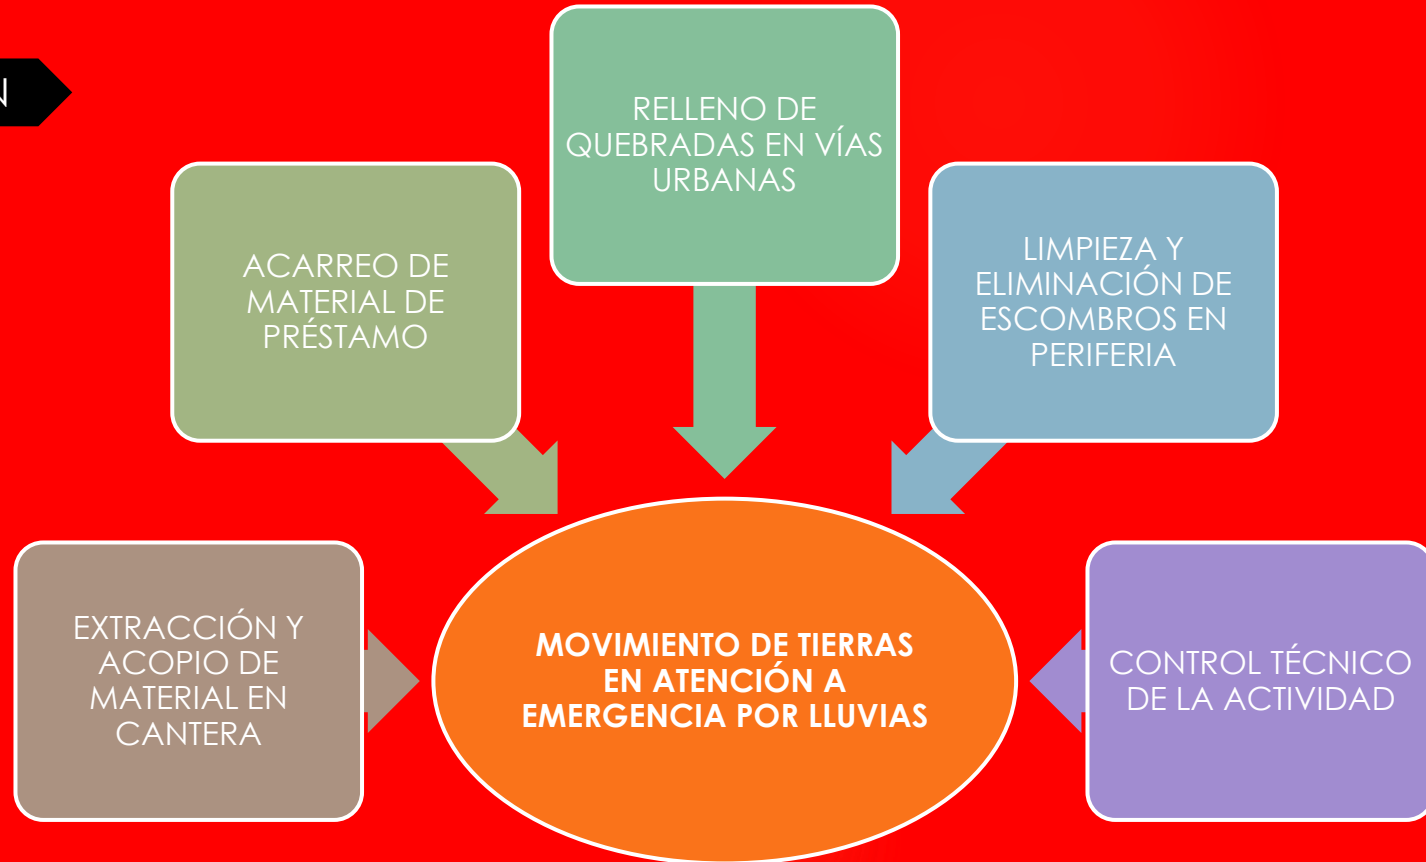 RELLENO DE
QUEBRADAS EN VÍAS
URBANAS
ACARREO DE
MATERIAL DE
PRÉSTAMO
LIMPIEZA Y
ELIMINACIÓN DE
ESCOMBROS EN
PERIFERIA
EXTRACCIÓN Y
ACOPIO DE
MATERIAL EN
CANTERA
MOVIMIENTO DE TIERRAS
EN ATENCIÓN A
EMERGENCIA POR LLUVIAS
CONTROL TÉCNICO
DE LA ACTIVIDAD